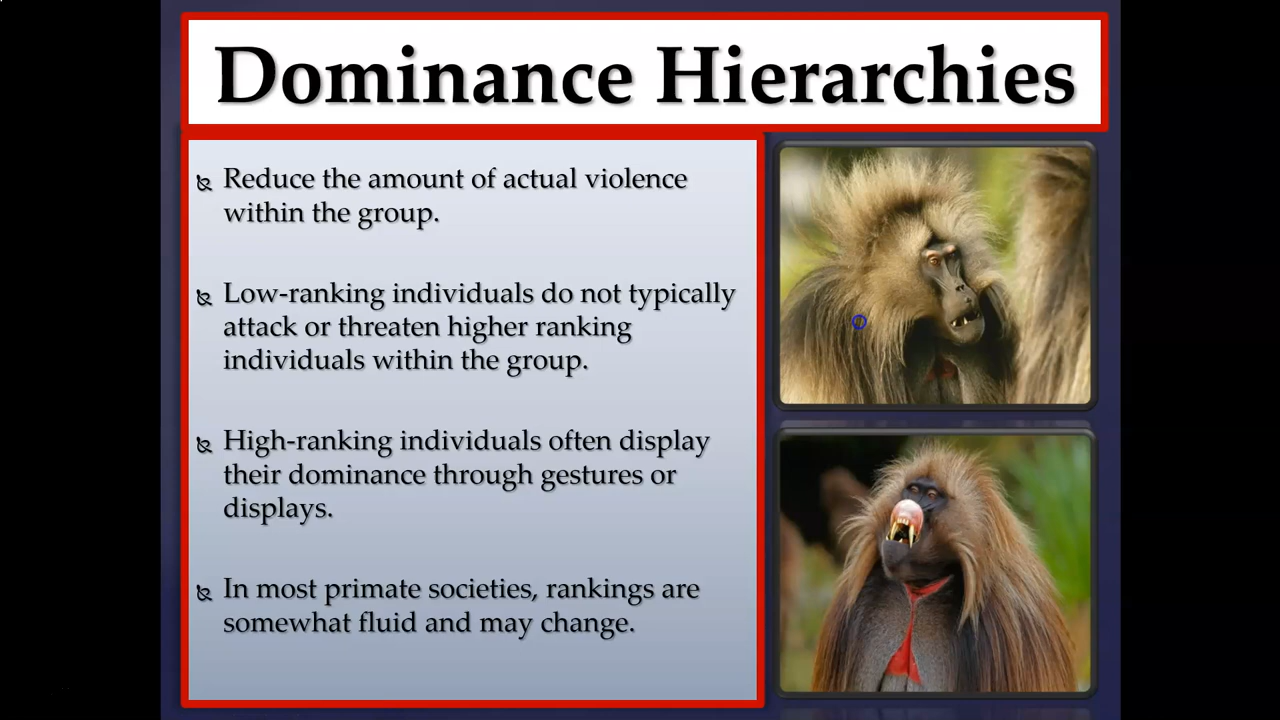 Dominance Hierarchies
Reduce the amount of actual violence
within the group.
Low-ranking individuals do not typically
attack or threaten higher ranking
individuals within the group.
High-ranking individuals often display
their dominance through gestures or
displays.
In most primate societies, rankings are
somewhat fluid and may change.